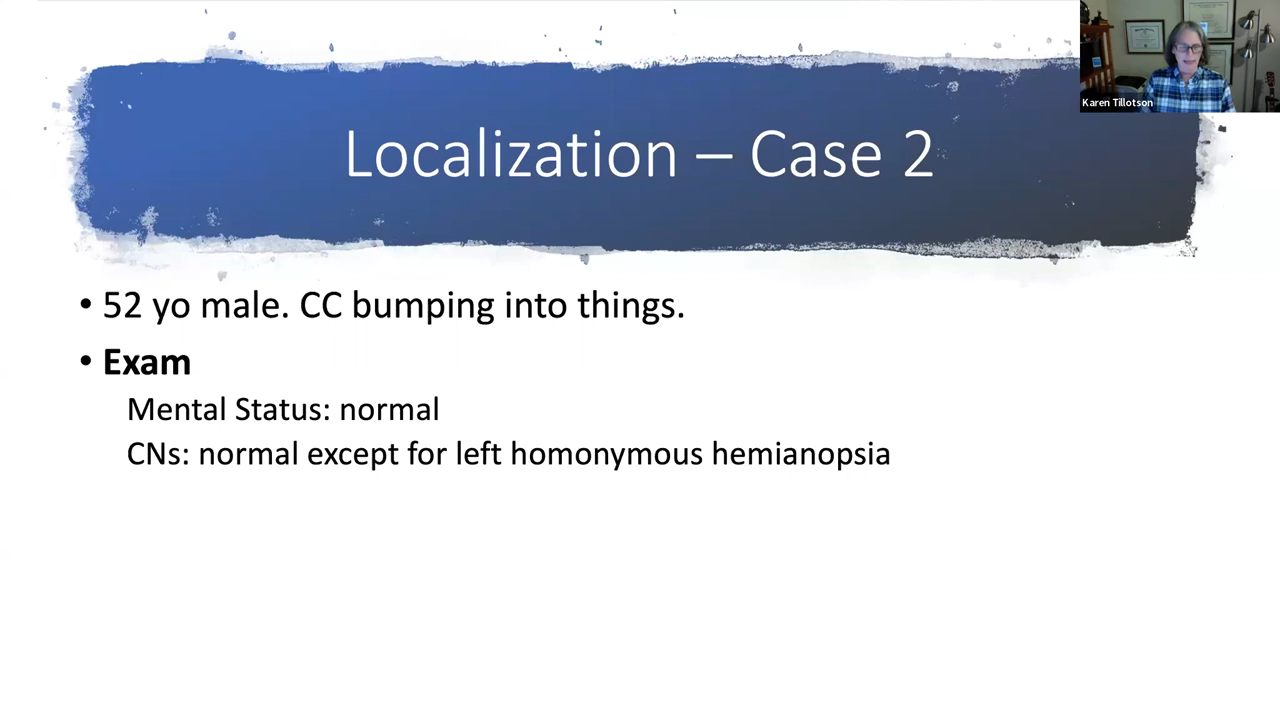 Karen Tillotson
Localization – Case 2
• 52 yo male. CC bumping into things.
• Exam
Mental Status: normal
CNs: normal except for left homonymous hemianopsia